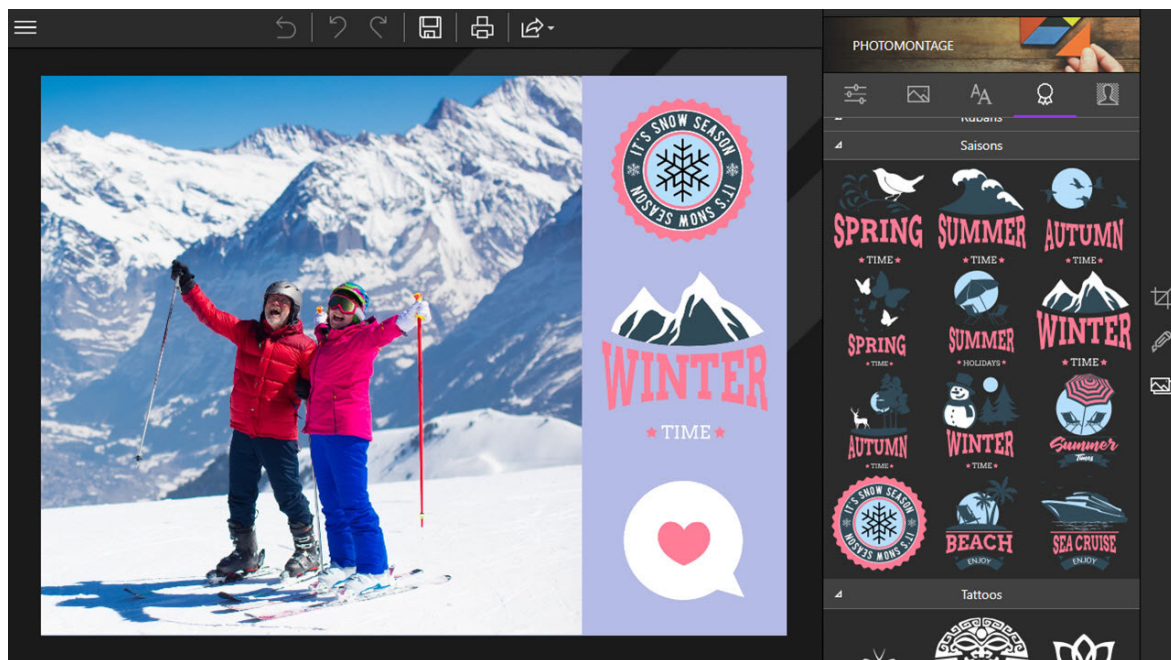 PHOTOMONTAGE
Rubans
Saisons
IT'S SNOW SEASON
IT'S SNOW SEASON
WINTER
★TIME★
SPRING
★TIME★
SUMMER
★TIME★
AUTUMN
★TIME★
SPRING
★TIME★
SUMMER
★HOLIDAYS★
WINTER
★TIME★
AUTUMN
★TIME★
WINTER
★TIME★
Summer
Times
IT'S SNOW SEASON
IT'S SNOW SEASON
BEACH
ENJOY
SEA CRUISE
ENJOY
Tattoos